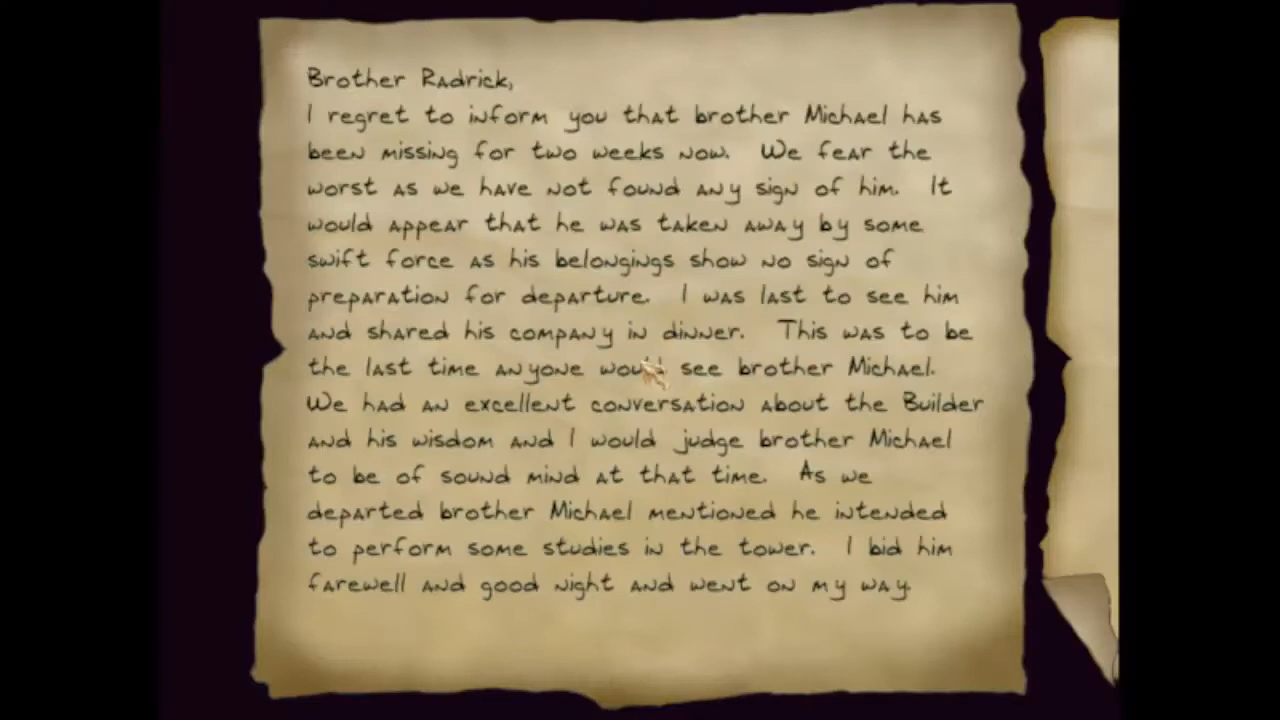 Brother Radrick,
I regret to inform you that brother Michael has
been missing for two weeks now. We fear the
worst as we have not found any sign of him. It
would appear that he was taken away by some
swift force as his belongings show no sign of
preparation for departure. I was last to see him
and shared his company in dinner. This was to be
the last time anyone would see brother Michael.
We had an excellent conversation about the Builder
and his wisdom and I would judge brother Michael
to be of sound mind at that time. As we
departed brother Michael mentioned he intended
to perform some studies in the tower. I bid him
farewell and good night and went on my way.